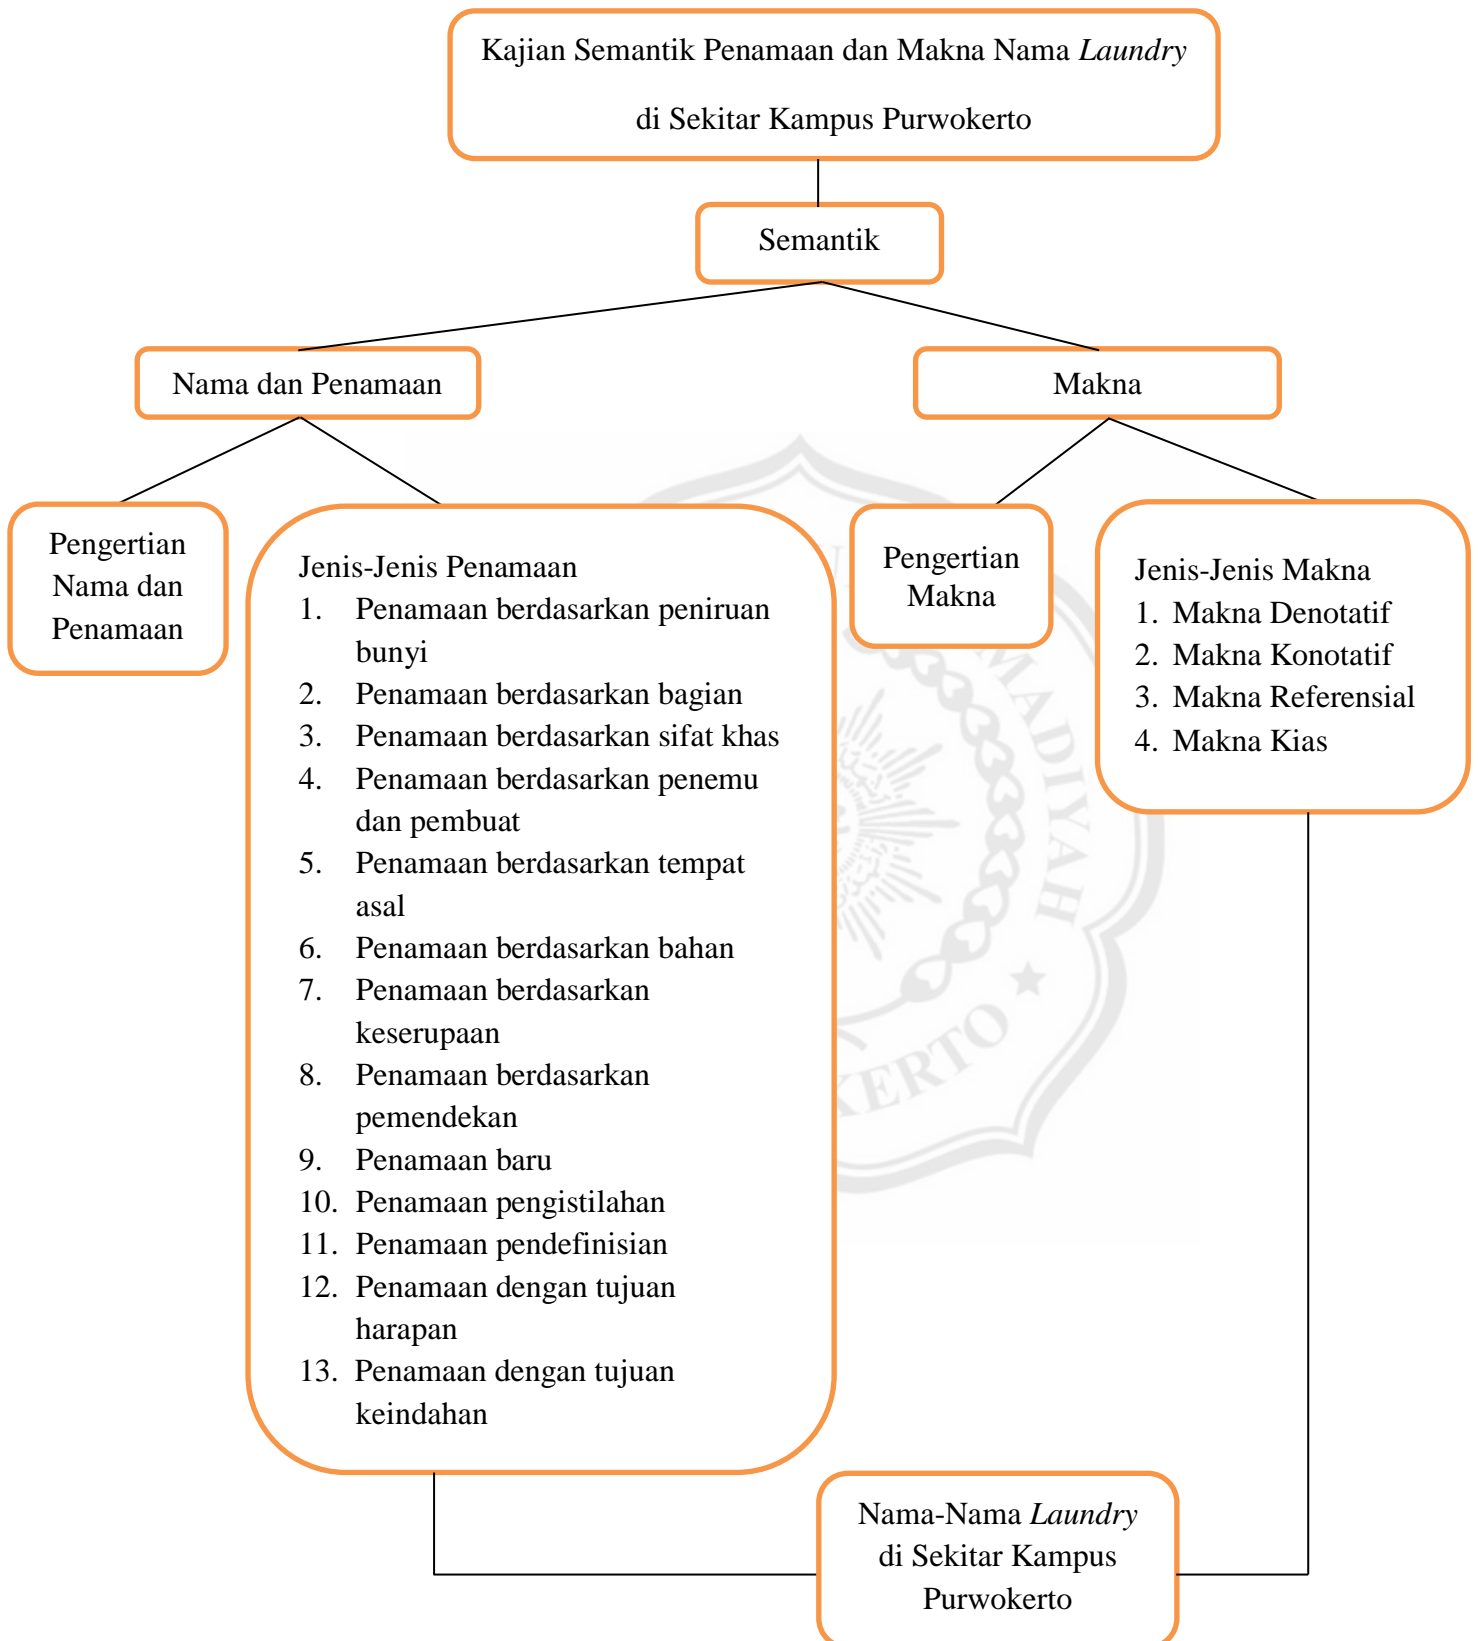 Kajian Semantik Penamaan dan Makna Nama Laundry
di Sekitar Kampus Purwokerto
Semantik
Nama dan Penamaan
Makna
Pengertian
Nama dan
Penamaan
Jenis-Jenis Penamaan
1. Penamaan berdasarkan peniruan
bunyi
2. Penamaan berdasarkan bagian
3. Penamaan berdasarkan sifat khas
4. Penamaan berdasarkan penemu
dan pembuat
5. Penamaan berdasarkan tempat
asal
6. Penamaan berdasarkan bahan
7. Penamaan berdasarkan
keserupaan
8. Penamaan berdasarkan
pemendekan
9. Penamaan baru
10. Penamaan pengistilahan
11. Penamaan pendefinisian
12. Penamaan dengan tujuan
harapan
13. Penamaan dengan tujuan
keindahan
Pengertian
Makna
Jenis-Jenis Makna
1. Makna Denotatif
2. Makna Konotatif
3. Makna Referensial
4. Makna Kias
Nama-Nama Laundry
di Sekitar Kampus
Purwokerto